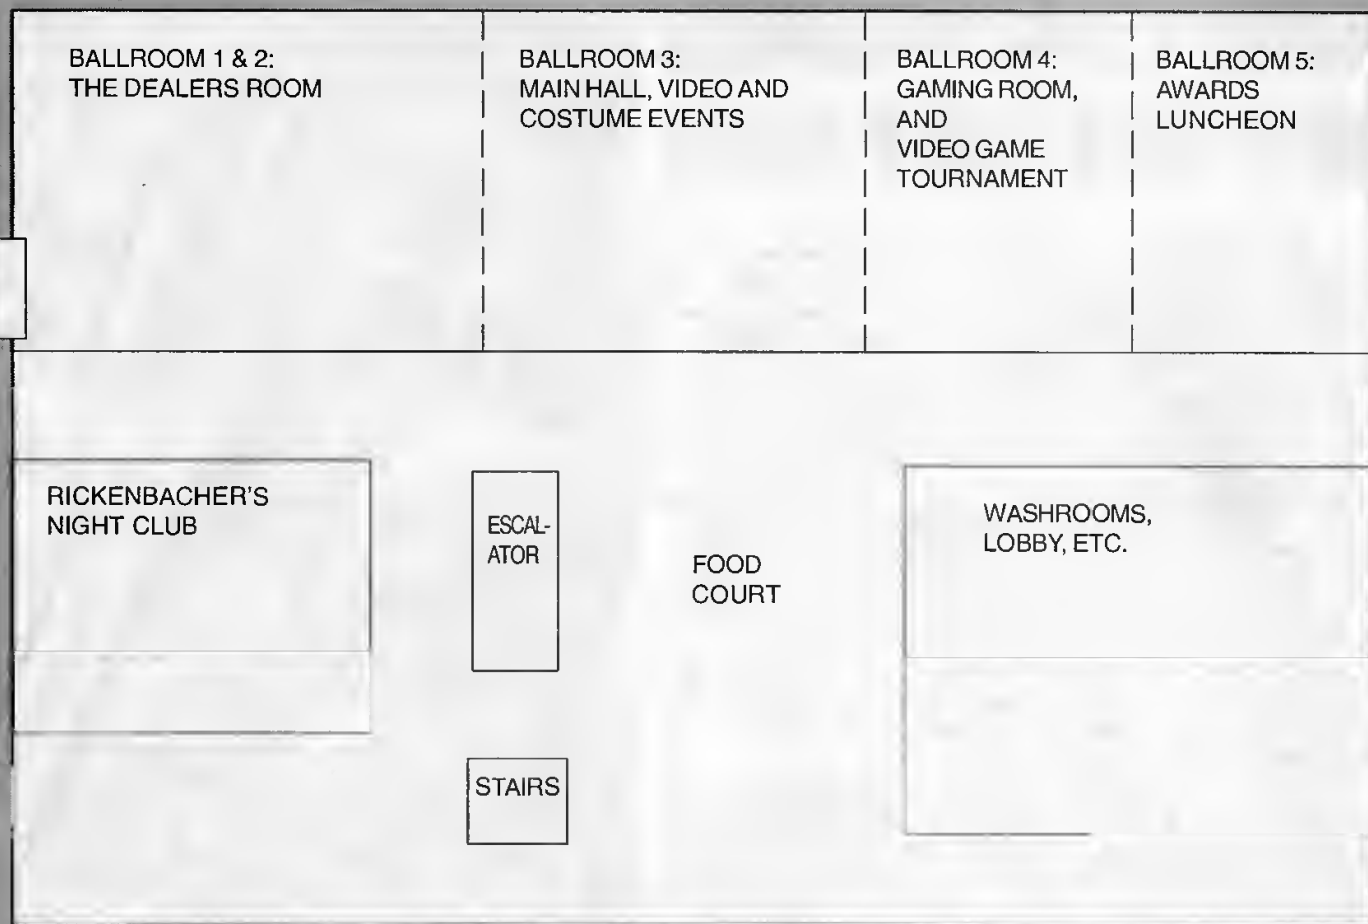 BALLROOM 1 & 2:
THE DEALERS ROOM
BALLROOM 3:
MAIN HALL, VIDEO AND
COSTUME EVENTS
BALLROOM 4:
GAMING ROOM,
AND
VIDEO GAME
TOURNAMENT
BALLROOM 5:
AWARDS
LUNCHEON
RICKENBACHER'S
NIGHT CLUB
ESCAL-
ATOR
FOOD
COURT
WASHROOMS,
LOBBY, ETC.
STAIRS